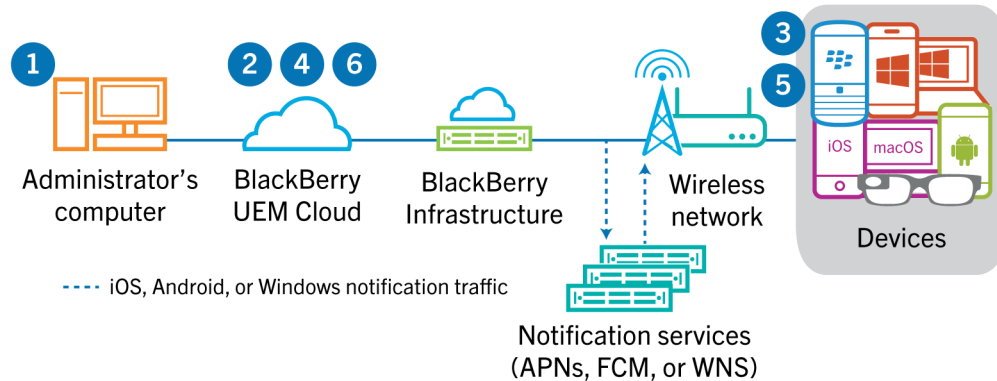 1
2 4 6
3
5
iOS
macOS
Administrator's
computer
BlackBerry
UEM Cloud
BlackBerry
Infrastructure
Wireless
network
Devices
iOS, Android, or Windows notification traffic
Notification services
(APNs, FCM, or WNS)